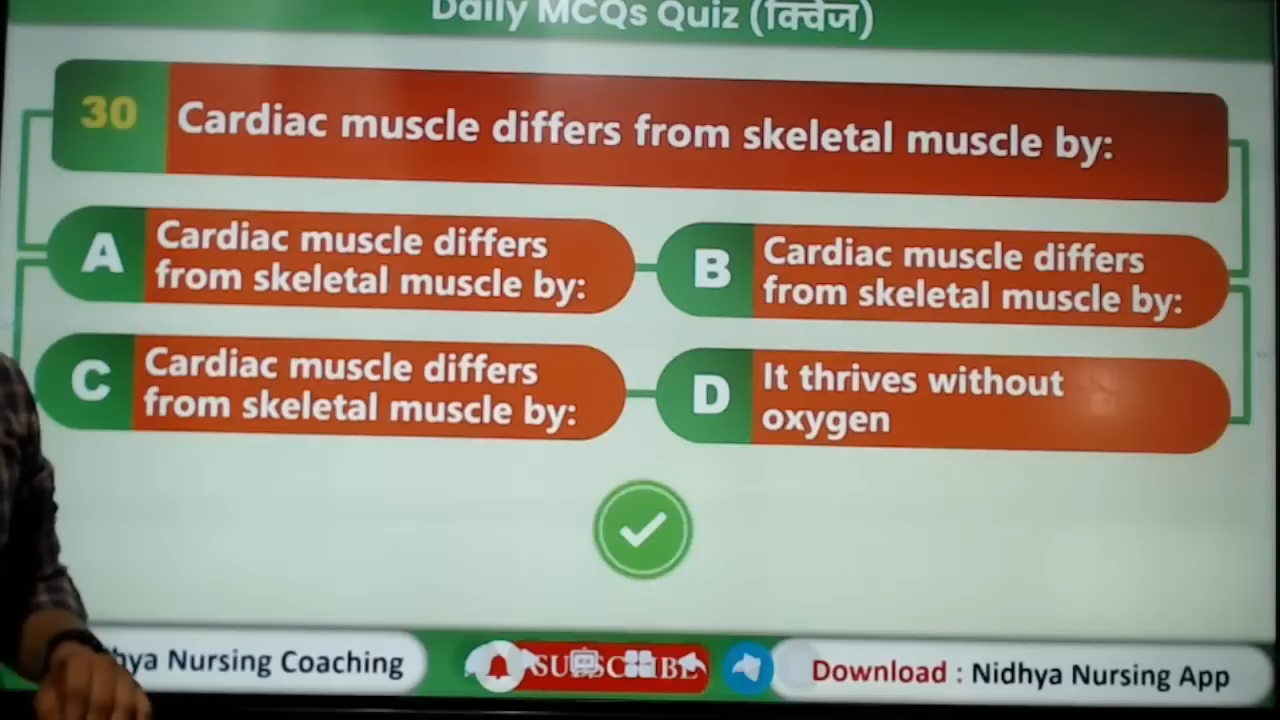 Daily MCQs Quiz (क्विज)
30 Cardiac muscle differs from skeletal muscle by:
A Cardiac muscle differs
from skeletal muscle by:
B Cardiac muscle differs
from skeletal muscle by:
C Cardiac muscle differs
from skeletal muscle by:
D It thrives without
oxygen
Nursing Coaching
SUBSCRIBE
Download : Nidhya Nursing App